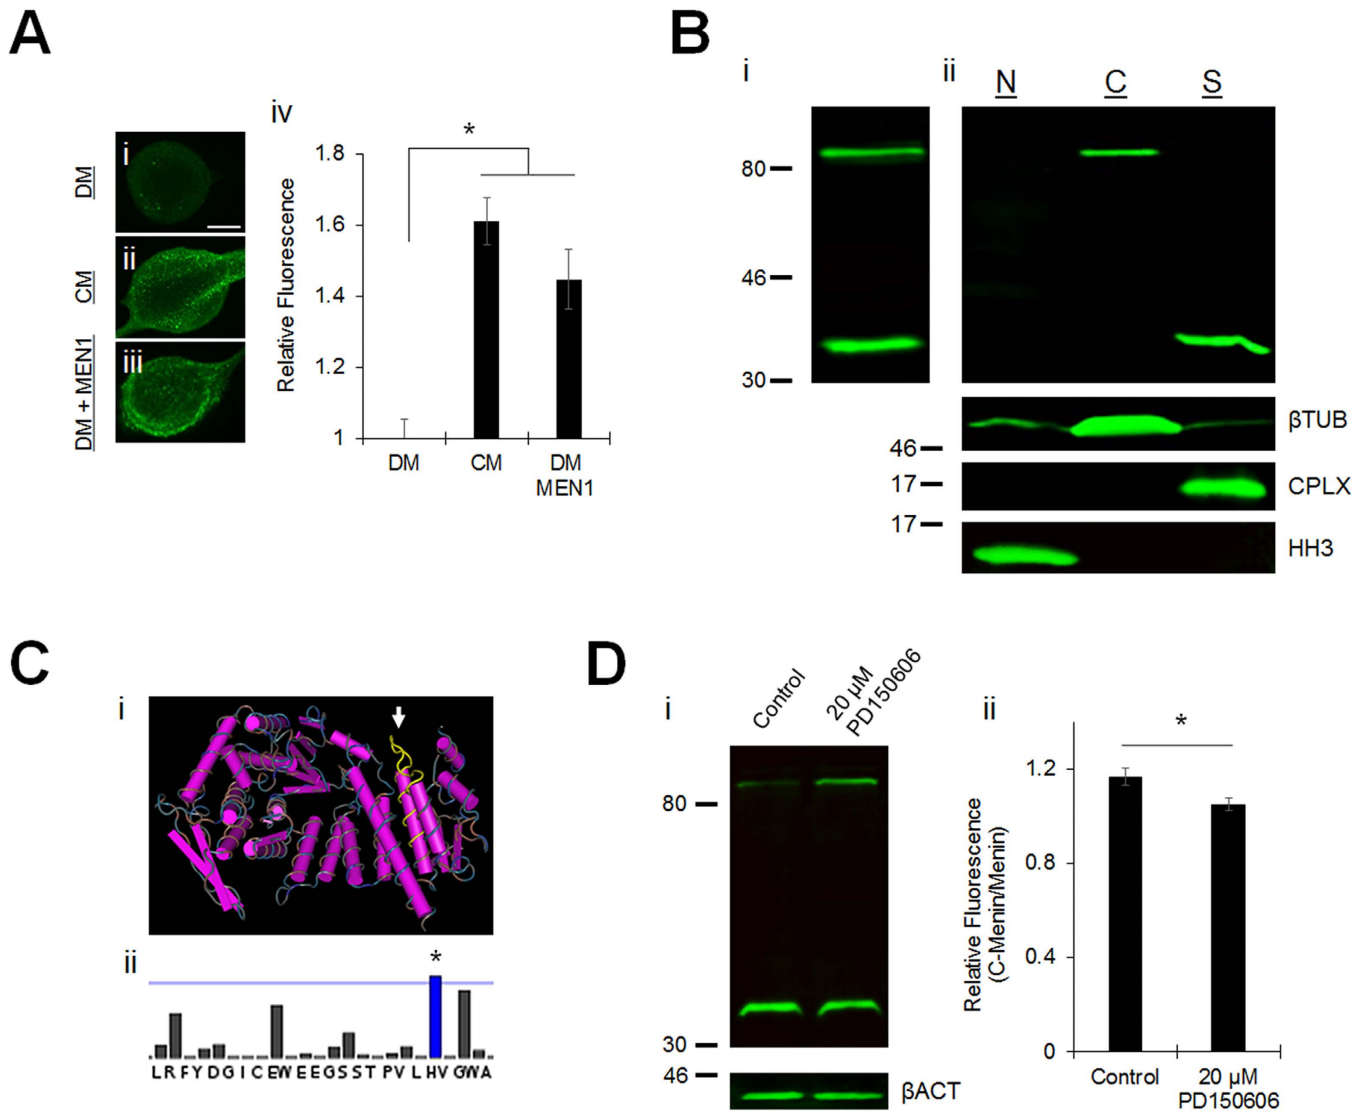 A
B
i
ii
N
C
S
DM
i
CM
ii
DM + MEN1
iii
iv
*
Relative Fluorescence
1.8
1.6
1.4
1.2
1
DM
CM
DM
MEN1
80
46
30
46
17
17
βTUB
CPLX
HH3
C
i
ii
*
LRFYDGICEWEEGSSTPVLHVGWA
D
i
Control
20 µM
PD150606
80
30
46
βACT
ii
*
Relative Fluorescence
(C-Menin/Menin)
1.2
0.8
0.4
0
Control
20 µM
PD150606